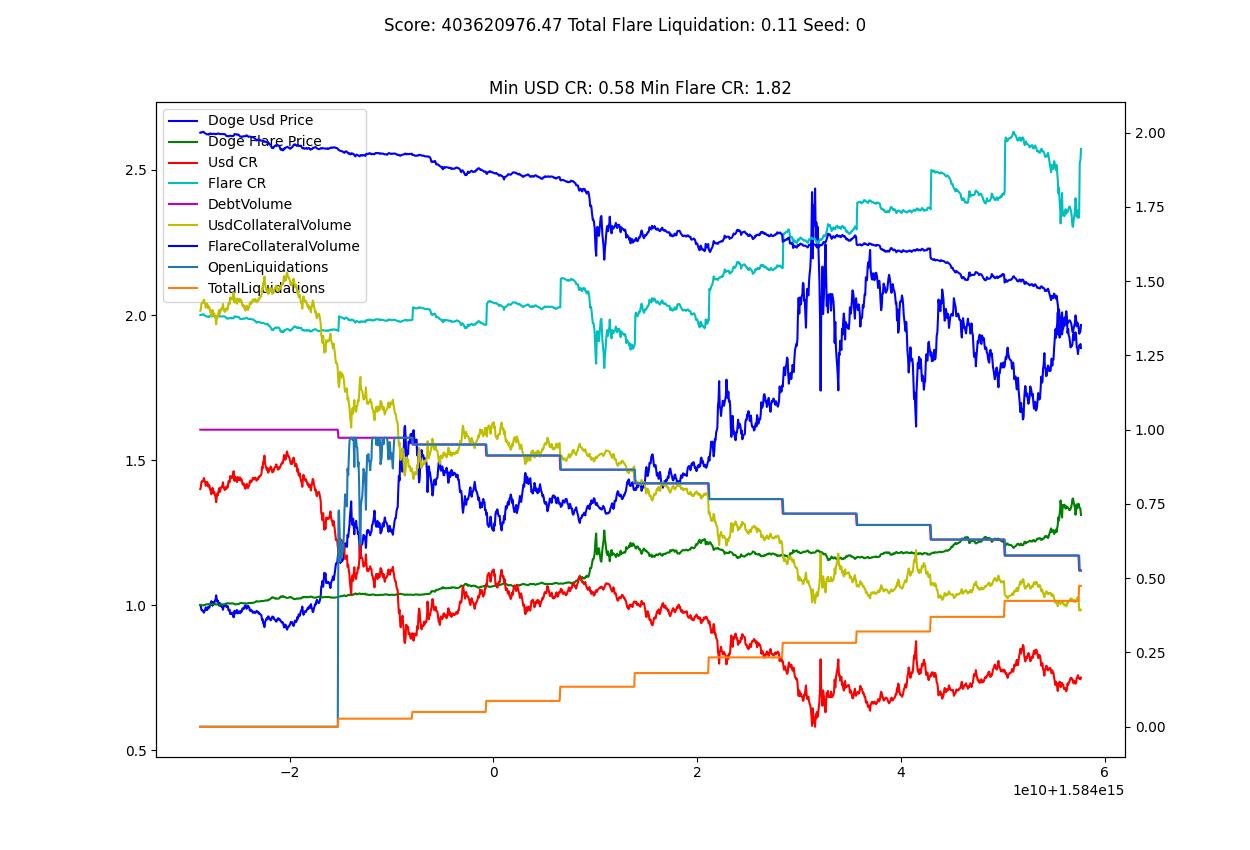 Score: 403620976.47 Total Flare Liquidation: 0.11 Seed: 0
Min USD CR: 0.58 Min Flare CR: 1.82
Doge Usd Price
Doge Flare Price
Usd CR
Flare CR
DebtVolume
UsdCollateralVolume
FlareCollateralVolume
OpenLiquidations
TotalLiquidations
2.5
2.0
1.5
1.0
0.5
2.00
1.75
1.50
1.25
1.00
0.75
0.50
0.25
0.00
−2
0
2
4
6
1e10+1.584e15